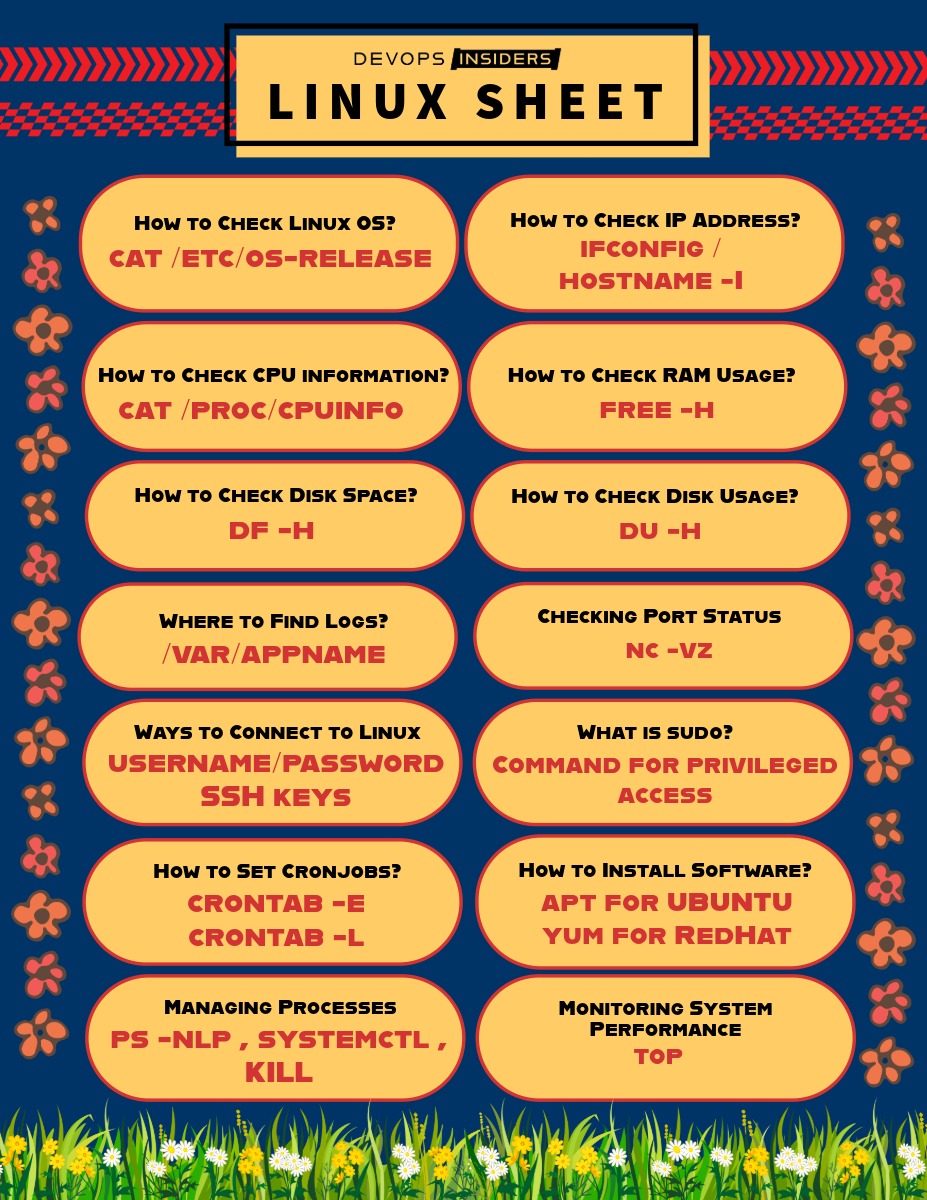 DEVOPS INSIDERS
LINUX SHEET
How to Check Linux OS?
CAT /ETC/OS-RELEASE
How to Check IP Address?
IFCONFIG /
HOSTNAME -I
How to Check CPU information?
CAT /PROC/CPUINFO
How to Check RAM Usage?
FREE -H
How to Check Disk Space?
DF -H
How to Check Disk Usage?
DU -H
Where to Find Logs?
/VAR/APPNAME
Checking Port Status
NC -VZ
Ways to Connect to Linux
USERNAME/PASSWORD
SSH KEYS
What is sudo?
Command for privileged
access
How to Set Cronjobs?
CRONTAB -E
CRONTAB -L
How to Install Software?
APT FOR UBUNTU
YUM FOR REDHAT
Managing Processes
PS -NLP , SYSTEMCTL ,
KILL
Monitoring System
Performance
TOP